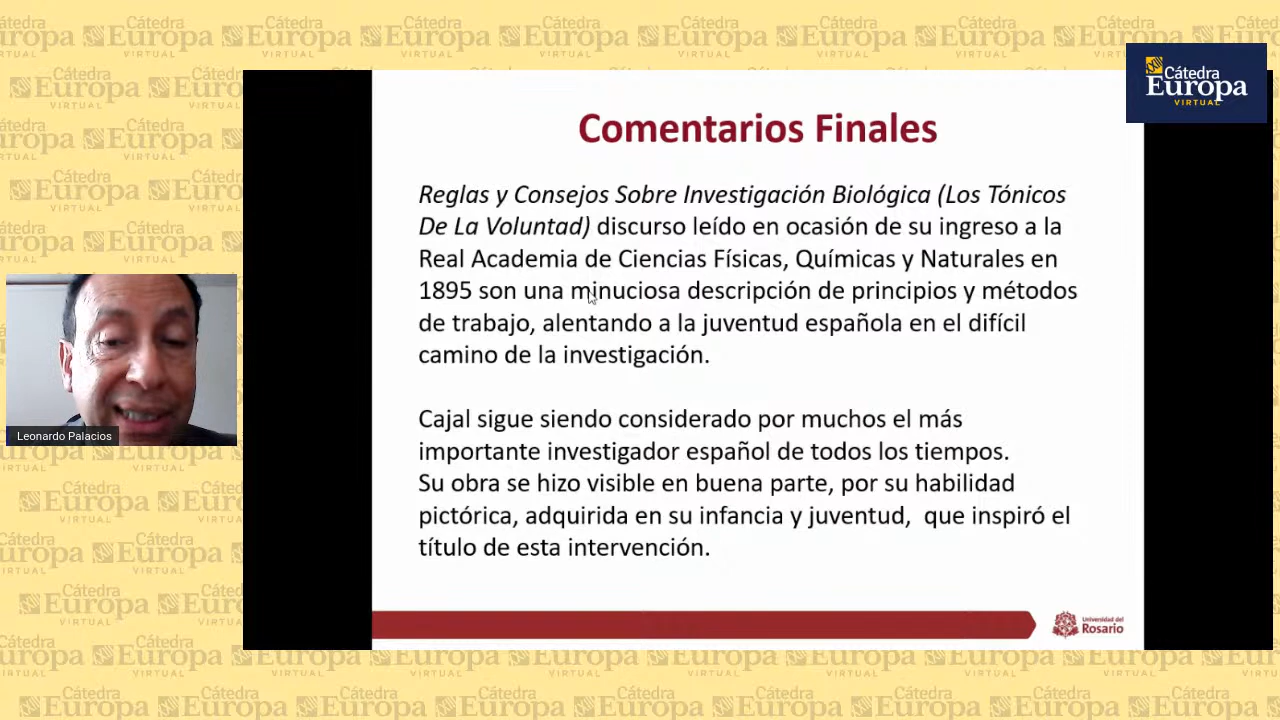 Cátedra
Europa
VIRTUAL
Comentarios Finales
Reglas y Consejos Sobre Investigación Biológica (Los Tónicos
De La Voluntad) discurso leído en ocasión de su ingreso a la
Real Academia de Ciencias Físicas, Químicas y Naturales en
1895 son una minuciosa descripción de principios y métodos
de trabajo, alentando a la juventud española en el difícil
camino de la investigación.
Cajal sigue siendo considerado por muchos el más
importante investigador español de todos los tiempos.
Su obra se hizo visible en buena parte, por su habilidad
pictórica, adquirida en su infancia y juventud, que inspiró el
título de esta intervención.
Leonardo Palacios
Universidad del
Rosario